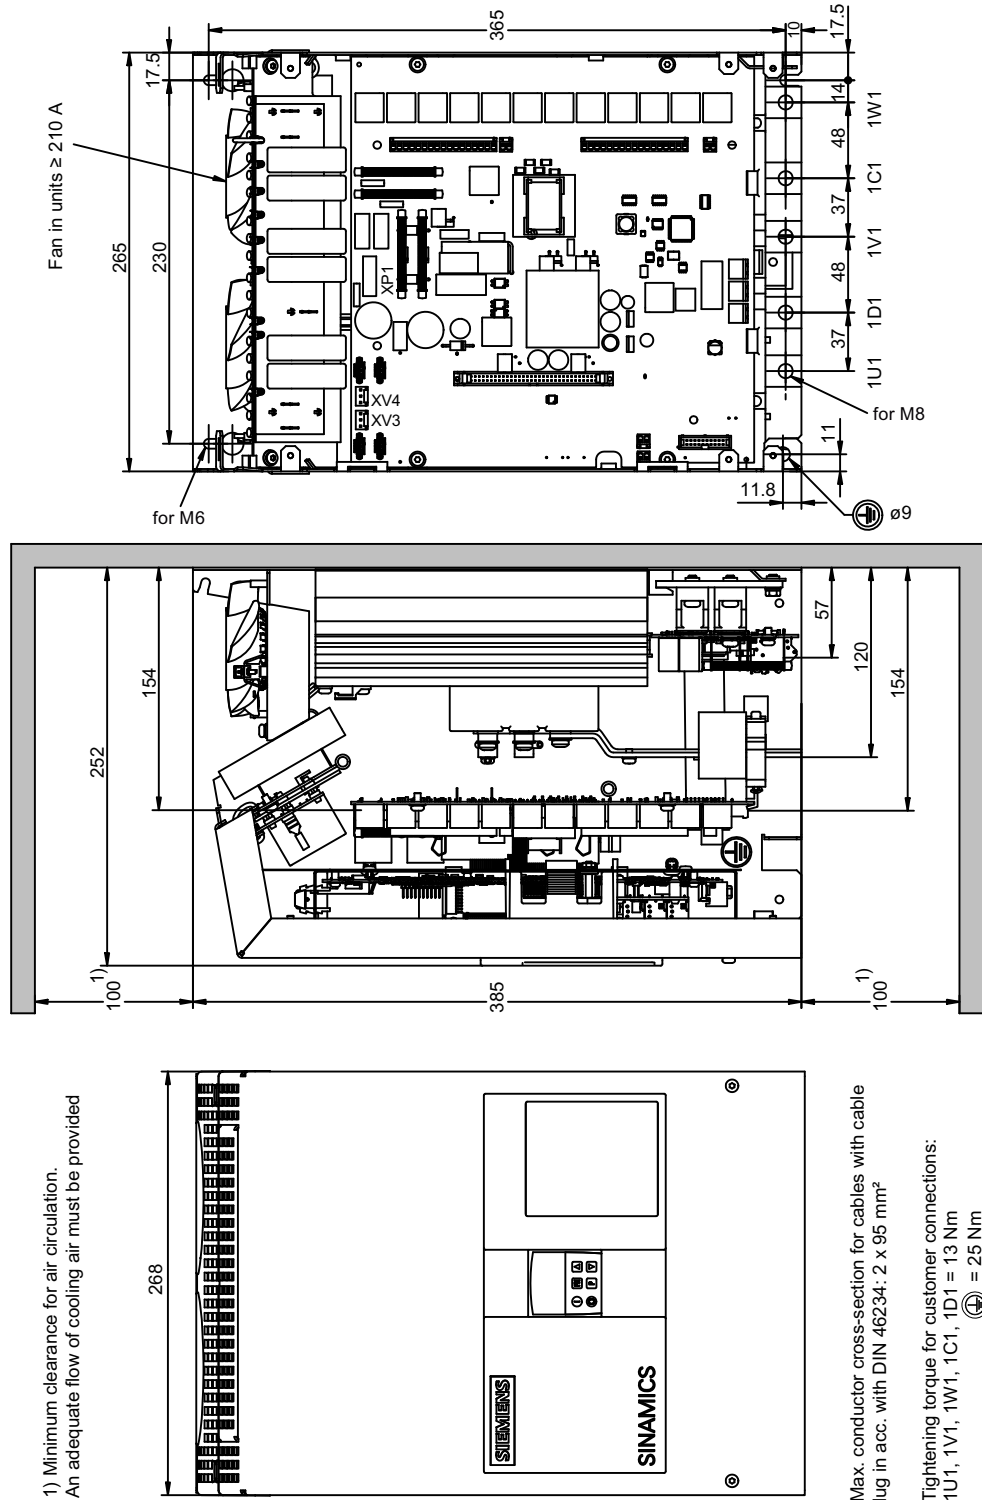 365
10
17.5
17.5
14
1W1
48
1C1
37
1V1
48
1D1
37
1U1
for M8
11
11.8
ø9
Fan in units ≥ 210 A
265
230
XP1
XV4
XV3
for M6
252
154
57
120
154
100 1)
385
100 1)
268
SIEMENS
SINAMICS
P
1) Minimum clearance for air circulation.
An adequate flow of cooling air must be provided
Max. conductor cross-section for cables with cable
lug in acc. with DIN 46234: 2 x 95 mm²
Tightening torque for customer connections:
1U1, 1V1, 1W1, 1C1, 1D1 = 13 Nm
= 25 Nm